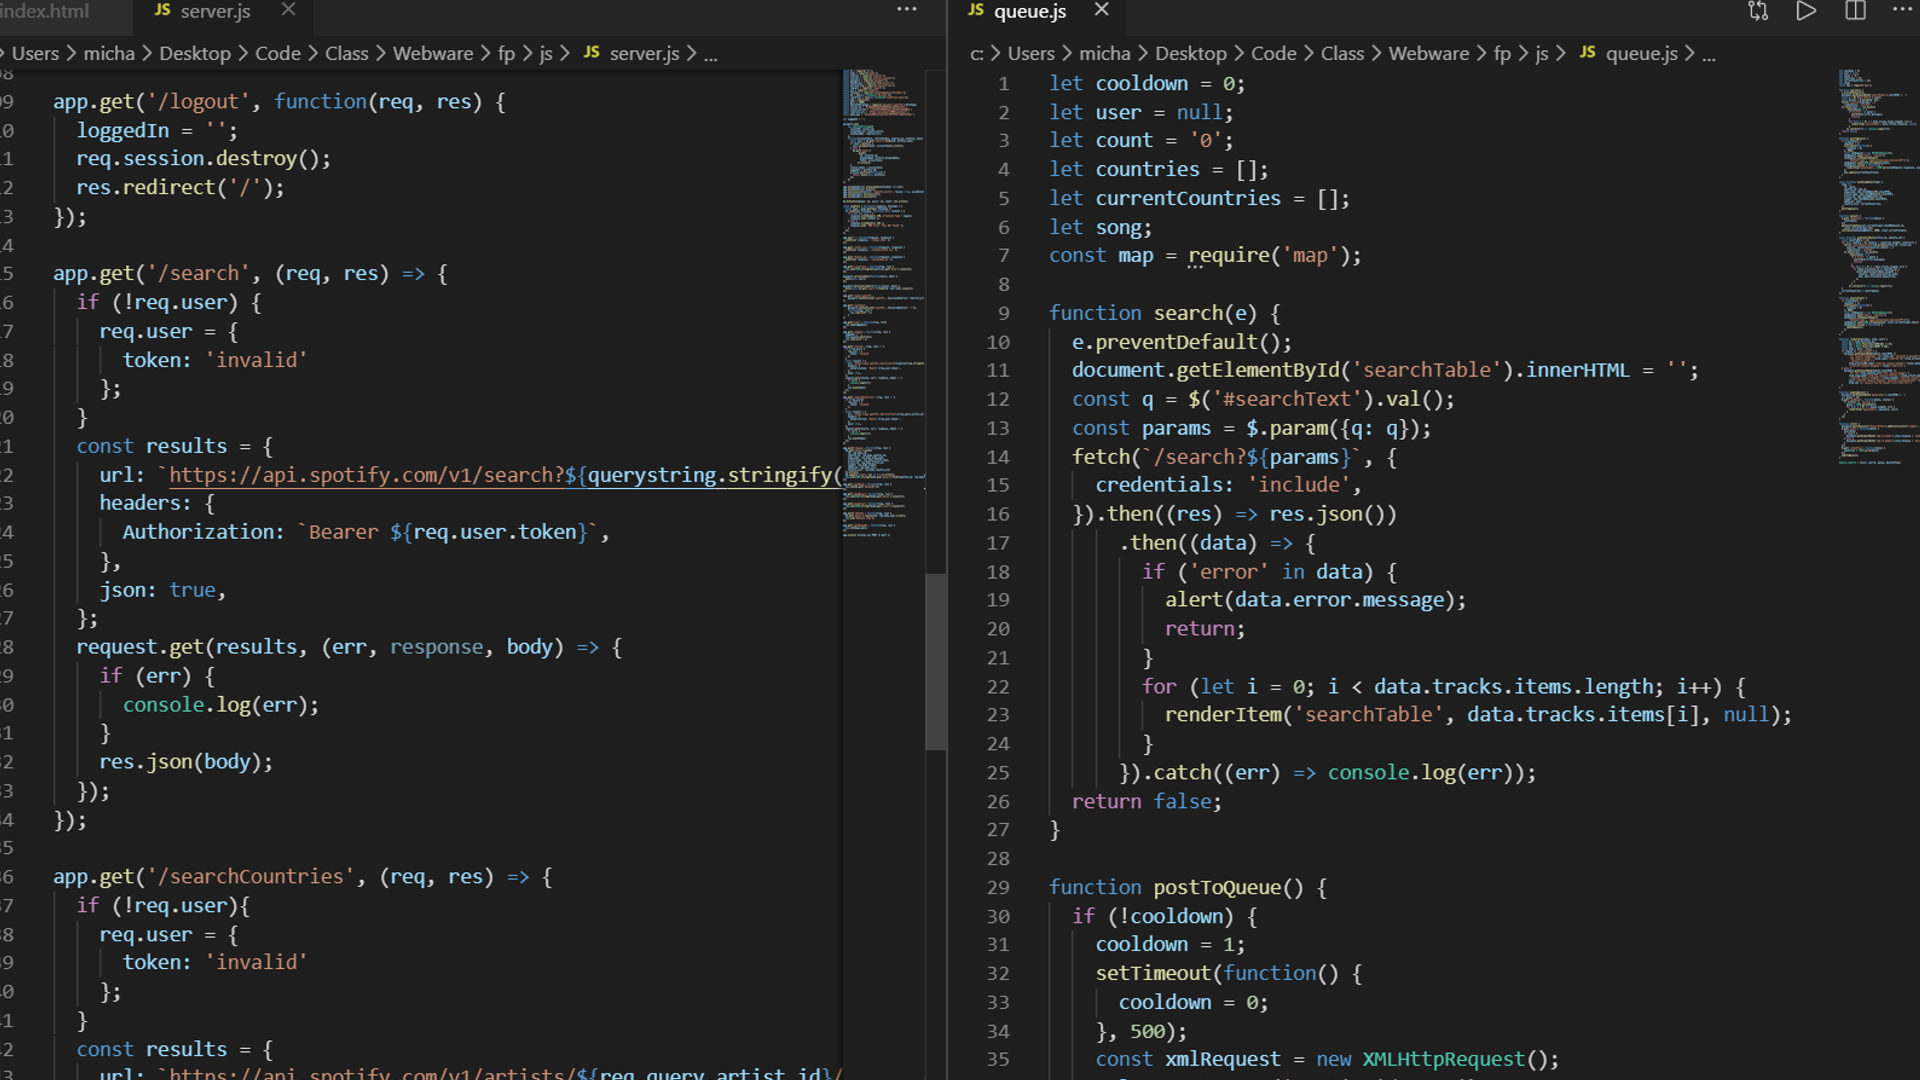 index.html
JS server.js
Users > micha > Desktop > Code > Class > Webware > fp > js > JS server.js > ...
app.get('/logout', function(req, res) {
loggedIn = '';
req.session.destroy();
res.redirect('/');
});
app.get('/search', (req, res) => {
if (!req.user) {
req.user = {
token: 'invalid'
};
}
const results = {
url: `https://api.spotify.com/v1/search?${querystring.stringify(
headers: {
Authorization: `Bearer ${req.user.token}`,
},
json: true,
};
request.get(results, (err, response, body) => {
if (err) {
console.log(err);
}
res.json(body);
});
});
app.get('/searchCountries', (req, res) => {
if (!req.user){
req.user = {
token: 'invalid'
};
}
const results = {
url: `https://api.spotify.com/v1/artists/${req.query.artist_id}/
JS queue.js
c: > Users > micha > Desktop > Code > Class > Webware > fp > js > JS queue.js > ...
1 let cooldown = 0;
2 let user = null;
3 let count = '0';
4 let countries = [];
5 let currentCountries = [];
6 let song;
7 const map = require('map');
8
9 function search(e) {
10 e.preventDefault();
11 document.getElementById('searchTable').innerHTML = '';
12 const q = $('#searchText').val();
13 const params = $.param({q: q});
14 fetch(`/search?${params}`, {
15 credentials: 'include',
16 }).then((res) => res.json())
17 .then((data) => {
18 if ('error' in data) {
19 alert(data.error.message);
20 return;
21 }
22 for (let i = 0; i < data.tracks.items.length; i++) {
23 renderItem('searchTable', data.tracks.items[i], null);
24 }
25 }).catch((err) => console.log(err));
26 return false;
27 }
28
29 function postToQueue() {
30 if (!cooldown) {
31 cooldown = 1;
32 setTimeout(function() {
33 cooldown = 0;
34 }, 500);
35 const xmlRequest = new XMLHttpRequest();